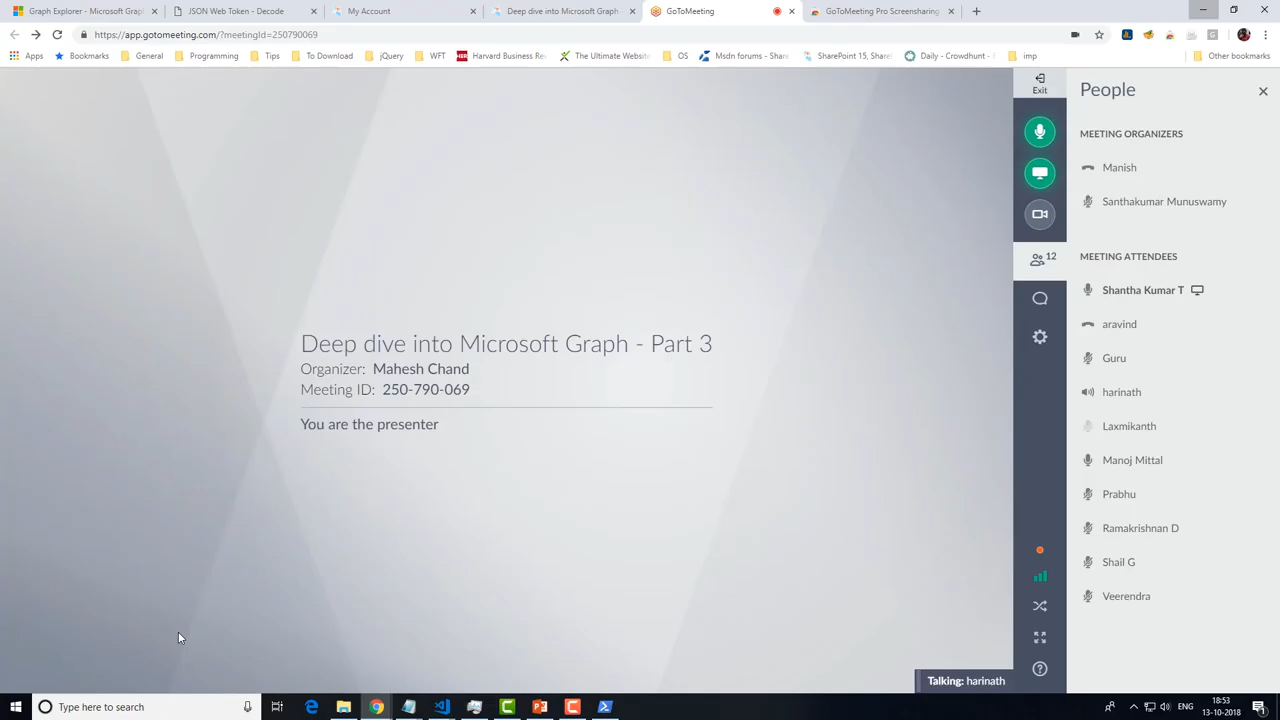 Graph Explorer - Microsoft Grap
JSON Web Token - Decode
My Account
Deep dive into Microsoft Graph
GoToMeeting
GoToMeeting Pro Screensharing
https://app.gotomeeting.com/?meetingId=250790069
Apps
Bookmarks
General
Programming
Tips
To Download
jQuery
WFT
Harvard Business Re
The Ultimate Website
OS
Msdn forums - Share
SharePoint 15, Share
Daily - Crowdhunt -
imp
Other bookmarks
Exit
People
MEETING ORGANIZERS
Manish
Santhakumar Munuswamy
12
MEETING ATTENDEES
Shantha Kumar T
aravind
Guru
harinath
Laxmikanth
Manoj Mittal
Prabhu
Ramakrishnan D
Shail G
Veerendra
Deep dive into Microsoft Graph - Part 3
Organizer: Mahesh Chand
Meeting ID: 250-790-069
You are the presenter
Talking: harinath
Type here to search
ENG
18:53
13-10-2018